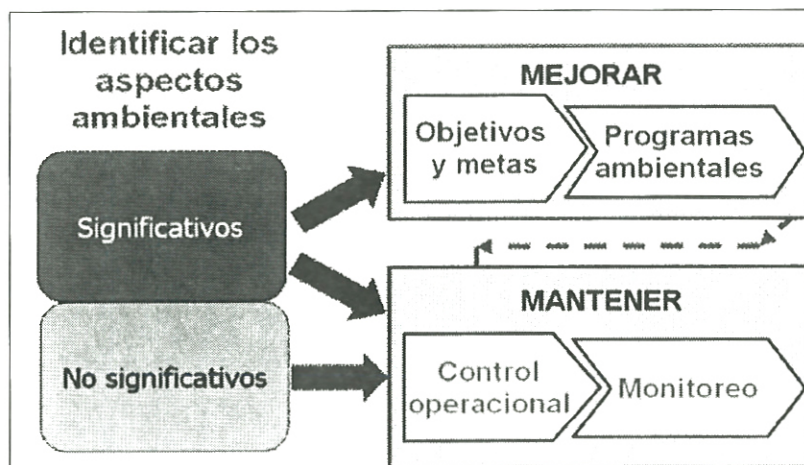 Identificar los
aspectos
ambientales
Significativos
No significativos
MEJORAR
Objetivos
y metas
Programas
ambientales
MANTENER
Control
operacional
Monitoreo